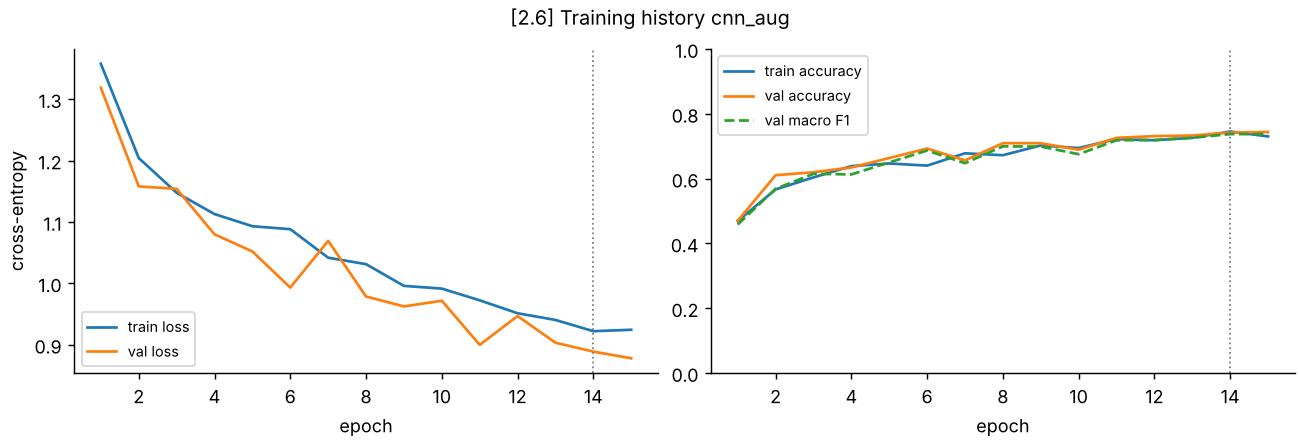 [2.6] Training history cnn_aug
cross-entropy
1.3
1.2
1.1
1.0
0.9
train loss
val loss
2 4 6 8 10 12 14
epoch
1.0
0.8
0.6
0.4
0.2
0.0
train accuracy
val accuracy
val macro F1
2 4 6 8 10 12 14
epoch